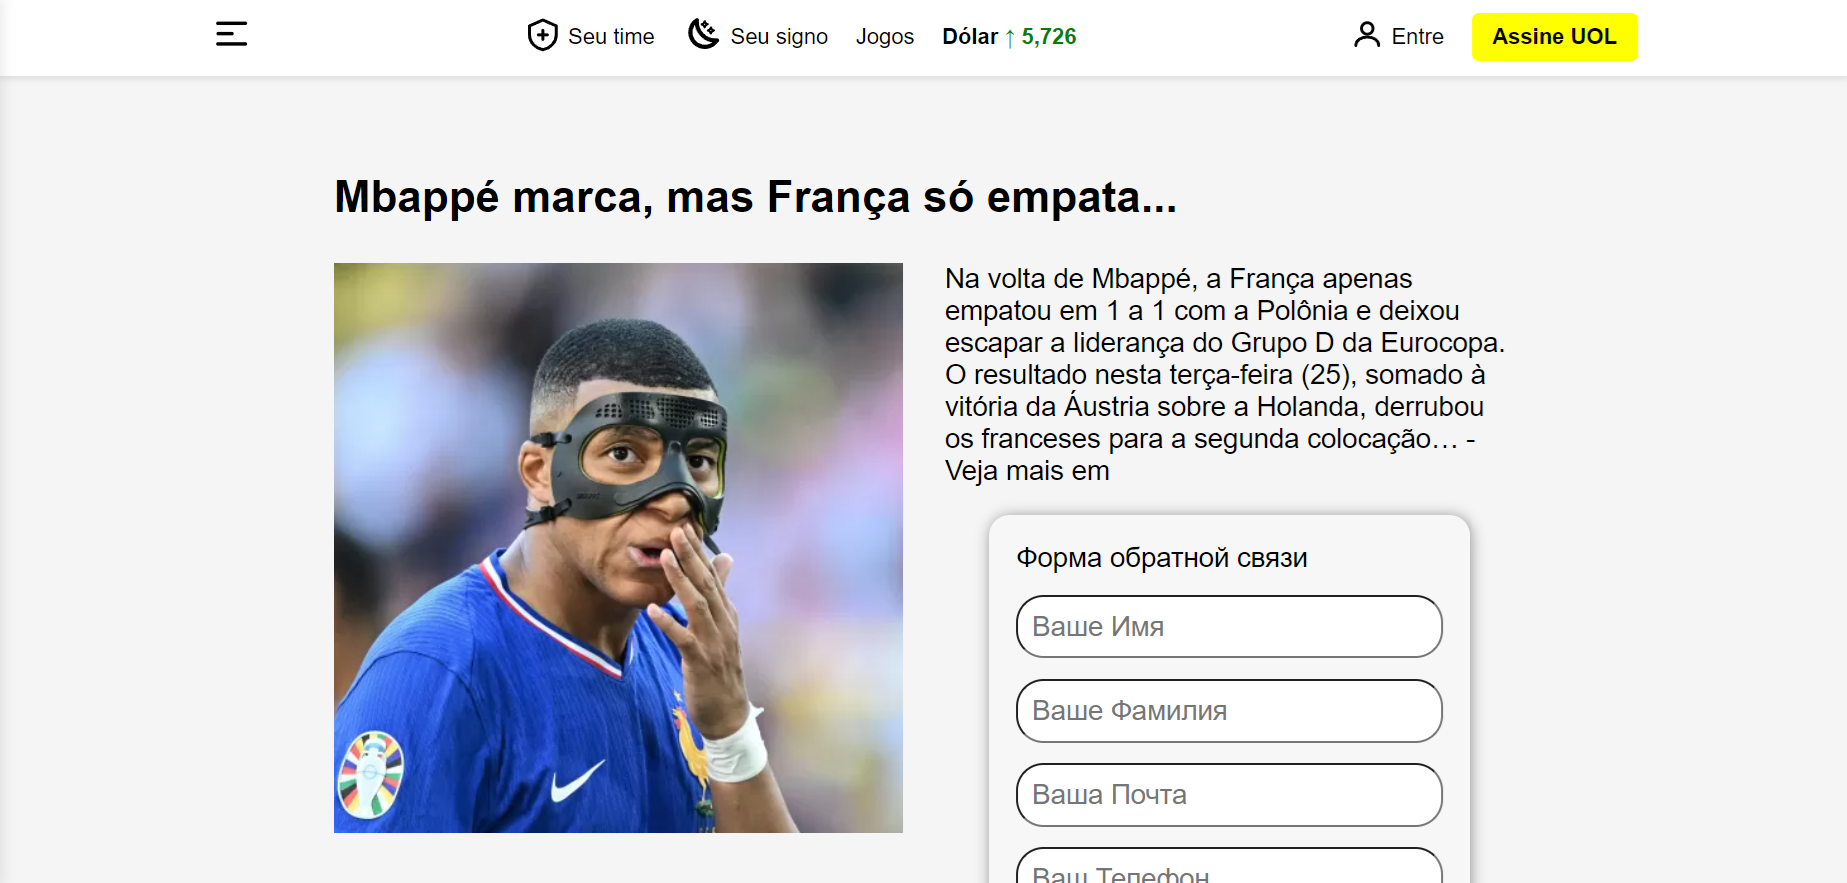 Seu time
Seu signo
Jogos
Dólar ↑ 5,726
Entre
Assine UOL
Mbappé marca, mas França só empata...
Na volta de Mbappé, a França apenas
empatou em 1 a 1 com a Polônia e deixou
escapar a liderança do Grupo D da Eurocopa.
O resultado nesta terça-feira (25), somado à
vitória da Áustria sobre a Holanda, derrubou
os franceses para a segunda colocação… -
Veja mais em
Форма обратной связи
Ваше Имя
Ваше Фамилия
Ваша Почта
Ваш Телефон